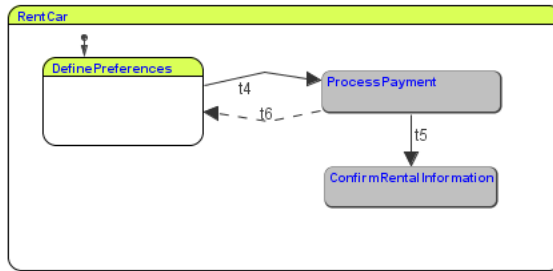 RentCar
DefinePreferences
t4
ProcessPayment
t6
t5
ConfirmRentalInformation